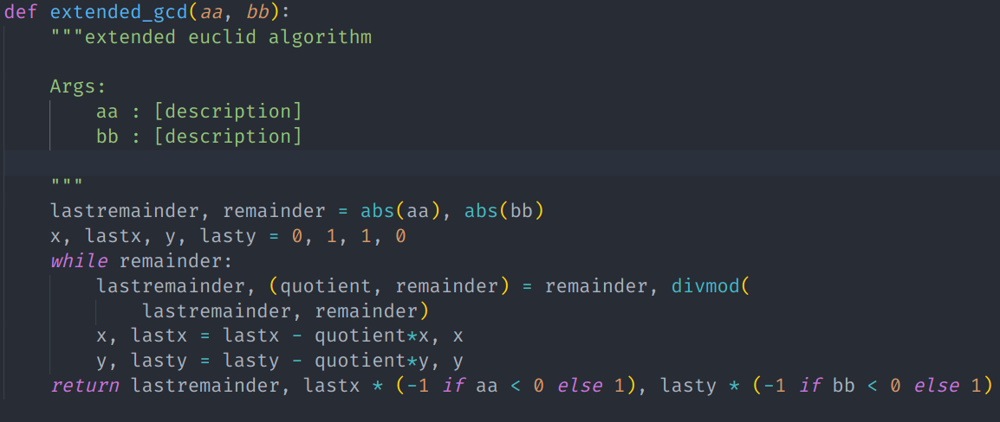 def extended_gcd(aa, bb):
    """extended euclid algorithm
    Args:
        aa : [description]
        bb : [description]
    """
    lastremainder, remainder = abs(aa), abs(bb)
    x, lastx, y, lasty = 0, 1, 1, 0
    while remainder:
        lastremainder, (quotient, remainder) = remainder, divmod(
            lastremainder, remainder)
        x, lastx = lastx - quotient*x, x
        y, lasty = lasty - quotient*y, y
    return lastremainder, lastx * (-1 if aa < 0 else 1), lasty * (-1 if bb < 0 else 1)